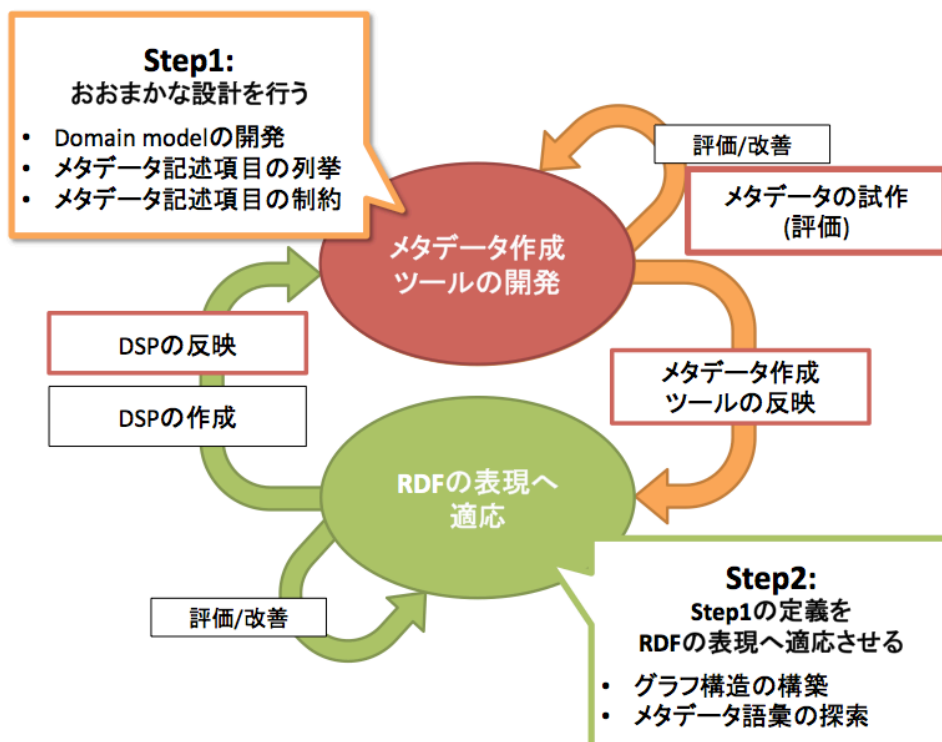 Step1:
おおまかな設計を行う
• Domain modelの開発
• メタデータ記述項目の列挙
• メタデータ記述項目の制約
評価/改善
メタデータの試作
(評価)
メタデータ作成
ツールの開発
DSPの反映
DSPの作成
メタデータ作成
ツールの反映
RDFの表現へ
適応
評価/改善
Step2:
Step1の定義を
RDFの表現へ適応させる
• グラフ構造の構築
• メタデータ語彙の探索